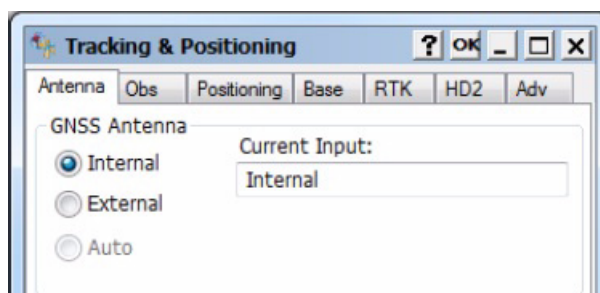 Tracking & Positioning ? OK
Antenna Obs Positioning Base RTK HD2 Adv
GNSS Antenna
Current Input:
Internal
Internal
External
Auto